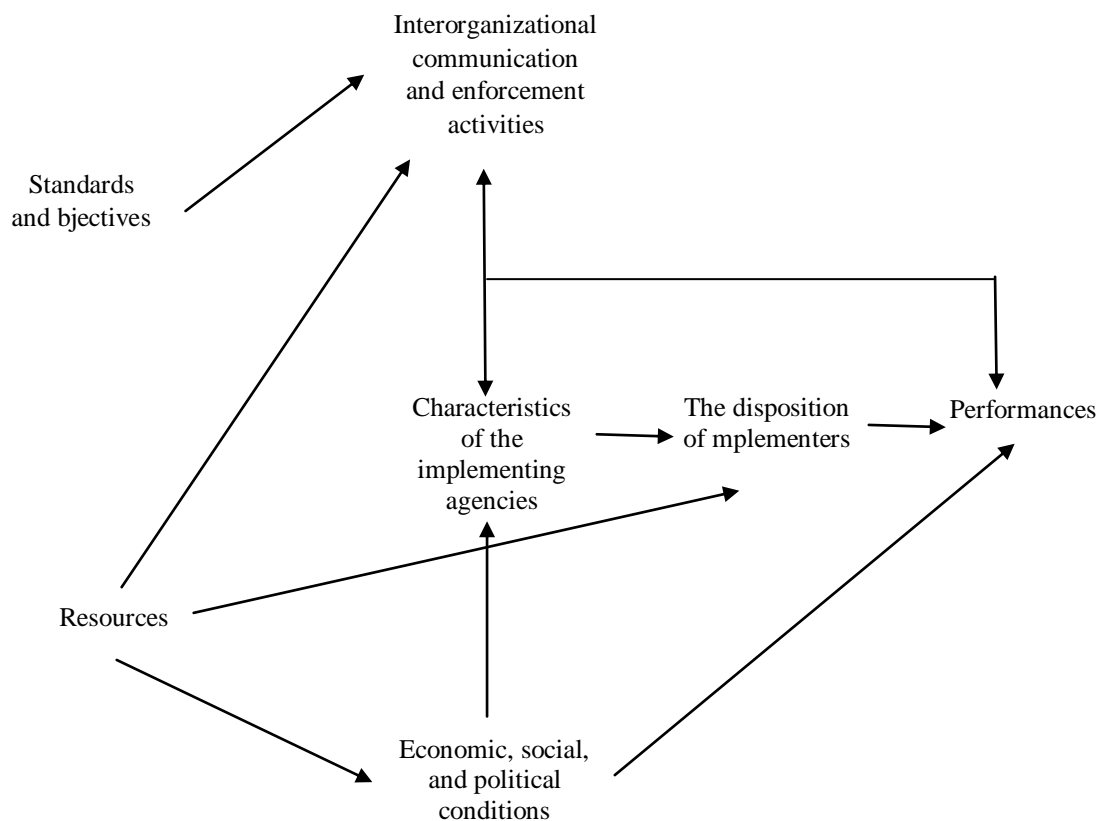 Interorganizational
communication
and enforcement
activities
Standards
and bjectives
Characteristics
of the
implementing
agencies
The disposition
of mplementers
Performances
Resources
Economic, social,
and political
conditions